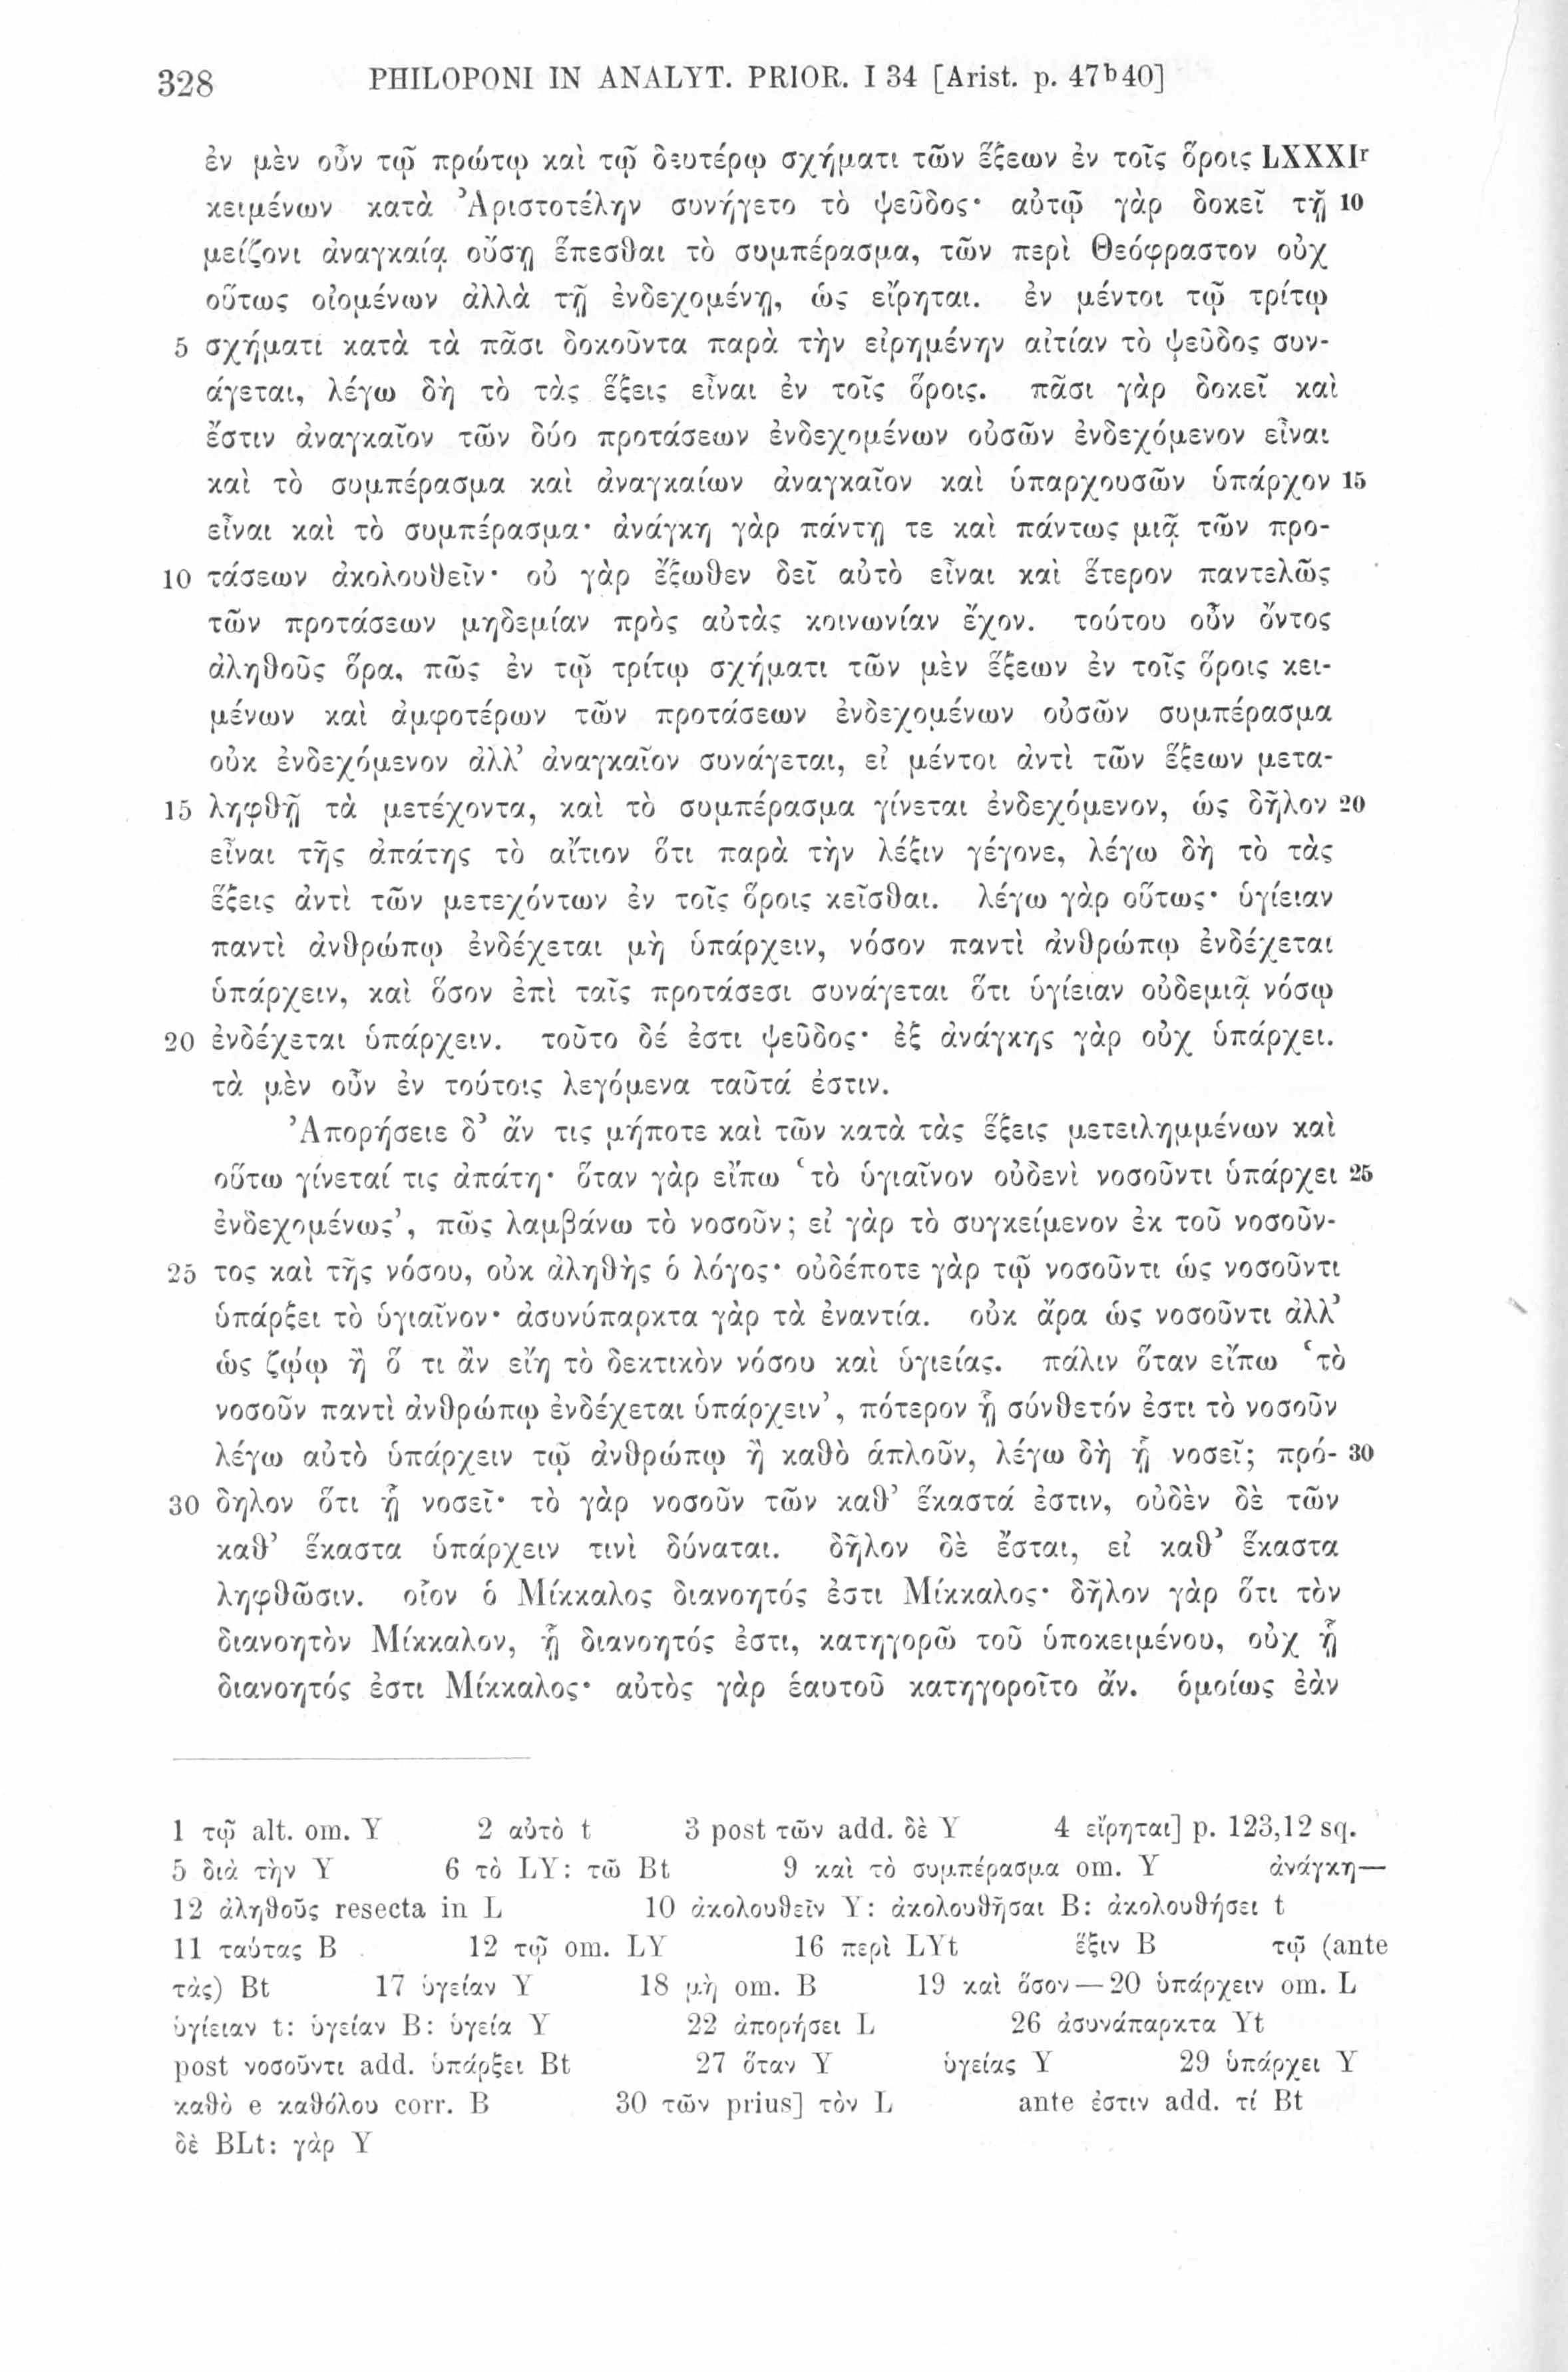 328 PHILOPONI IN ANALYT. PRIOR. I 34 [Arist. p. 47ᵇ40]
ἐν μὲν οὖν τῷ πρώτῳ καὶ τῷ δευτέρῳ σχήματι τῶν ἕξεων ἐν τοῖς ὅροις LXXXIʳ
κειμένων κατὰ Ἀριστοτέλην συνήγετο τὸ ψεῦδος· αὐτῷ γὰρ δοκεῖ τῇ 10
μείζονι ἀναγκαίᾳ οὔσῃ ἕπεσθαι τὸ συμπέρασμα, τῶν περὶ Θεόφραστον οὐχ
οὕτως οἰομένων ἀλλὰ τῇ ἐνδεχομένῃ, ὡς εἴρηται. ἐν μέντοι τῷ τρίτῳ
5 σχήματι κατὰ τὰ πᾶσι δοκοῦντα παρὰ τὴν εἰρημένην αἰτίαν τὸ ψεῦδος συν-
άγεται, λέγω δὴ τὸ τὰς ἕξεις εἶναι ἐν τοῖς ὅροις. πᾶσι γὰρ δοκεῖ καὶ
ἔστιν ἀναγκαῖον τῶν δύο προτάσεων ἐνδεχομένων οὐσῶν ἐνδεχόμενον εἶναι
καὶ τὸ συμπέρασμα καὶ ἀναγκαίων ἀναγκαῖον καὶ ὑπαρχουσῶν ὑπάρχον 15
εἶναι καὶ τὸ συμπέρασμα· ἀνάγκη γὰρ πάντῃ τε καὶ πάντως μιᾷ τῶν προ-
10 τάσεων ἀκολουθεῖν· οὐ γὰρ ἔξωθεν δεῖ αὐτὸ εἶναι καὶ ἕτερον παντελῶς
τῶν προτάσεων μηδεμίαν πρὸς αὐτὰς κοινωνίαν ἔχον. τούτου οὖν ὄντος
ἀληθοῦς ὅρα, πῶς ἐν τῷ τρίτῳ σχήματι τῶν μὲν ἕξεων ἐν τοῖς ὅροις κει-
μένων καὶ ἀμφοτέρων τῶν προτάσεων ἐνδεχομένων οὐσῶν συμπέρασμα
οὐκ ἐνδεχόμενον ἀλλ’ ἀναγκαῖον συνάγεται, εἰ μέντοι ἀντὶ τῶν ἕξεων μετα-
15 ληφθῇ τὰ μετέχοντα, καὶ τὸ συμπέρασμα γίνεται ἐνδεχόμενον, ὡς δῆλον 20
εἶναι τῆς ἀπάτης τὸ αἴτιον ὅτι παρὰ τὴν λέξιν γέγονε, λέγω δὴ τὸ τὰς
ἕξεις ἀντὶ τῶν μετεχόντων ἐν τοῖς ὅροις κεῖσθαι. λέγω γὰρ οὕτως· ὑγίειαν
παντὶ ἀνθρώπῳ ἐνδέχεται μὴ ὑπάρχειν, νόσον παντὶ ἀνθρώπῳ ἐνδέχεται
ὑπάρχειν, καὶ ὅσον ἐπὶ ταῖς προτάσεσι συνάγεται ὅτι ὑγίειαν οὐδεμιᾷ νόσῳ
20 ἐνδέχεται ὑπάρχειν. τοῦτο δέ ἐστι ψεῦδος· ἐξ ἀνάγκης γὰρ οὐχ ὑπάρχει.
τὰ μὲν οὖν ἐν τούτοις λεγόμενα ταῦτά ἐστιν.
Ἀπορήσειε δ’ ἄν τις μήποτε καὶ τῶν κατὰ τὰς ἕξεις μετειλημμένων καὶ
οὕτω γίνεταί τις ἀπάτη· ὅταν γὰρ εἴπω ‘τὸ ὑγιαῖνον οὐδενὶ νοσοῦντι ὑπάρχει 25
ἐνδεχομένως’, πῶς λαμβάνω τὸ νοσοῦν; εἰ γὰρ τὸ συγκείμενον ἐκ τοῦ νοσοῦν-
25 τος καὶ τῆς νόσου, οὐκ ἀληθὴς ὁ λόγος· οὐδέποτε γὰρ τῷ νοσοῦντι ὡς νοσοῦντι
ὑπάρξει τὸ ὑγιαῖνον· ἀσυνύπαρκτα γὰρ τὰ ἐναντία. οὐκ ἄρα ὡς νοσοῦντι ἀλλ’
ὡς ζῴῳ ἢ ὅ τι ἂν εἴη τὸ δεκτικὸν νόσου καὶ ὑγιείας. πάλιν ὅταν εἴπω ‘τὸ
νοσοῦν παντὶ ἀνθρώπῳ ἐνδέχεται ὑπάρχειν’, πότερον ᾗ σύνθετόν ἐστι τὸ νοσοῦν
λέγω αὐτὸ ὑπάρχειν τῷ ἀνθρώπῳ ἢ καθὸ ἁπλοῦν, λέγω δὴ ᾗ νοσεῖ; πρό- 30
30 δηλον ὅτι ᾗ νοσεῖ· τὸ γὰρ νοσοῦν τῶν καθ’ ἕκαστά ἐστιν, οὐδὲν δὲ τῶν
καθ’ ἕκαστα ὑπάρχειν τινὶ δύναται. δῆλον δὲ ἔσται, εἰ καθ’ ἕκαστα
ληφθῶσιν. οἷον ὁ Μίκκαλος διανοητός ἐστι Μίκκαλος· δῆλον γὰρ ὅτι τὸν
διανοητὸν Μίκκαλον, ᾗ διανοητός ἐστι, κατηγορῶ τοῦ ὑποκειμένου, οὐχ ᾗ
διανοητός ἐστι Μίκκαλος· αὐτὸς γὰρ ἑαυτοῦ κατηγοροῖτο ἄν. ὁμοίως ἐὰν
1 τῷ alt. om. Y 2 αὐτὸ t 3 post τῶν add. δὲ Y 4 εἴρηται] p. 123,12 sq.
5 διὰ τὴν Y 6 τὸ LY: τῶ Bt 9 καὶ τὸ συμπέρασμα om. Y ἀνάγκη—
12 ἀληθοῦς resecta in L 10 ἀκολουθεῖν Y: ἀκολουθῆσαι B: ἀκολουθήσει t
11 ταύτας B 12 τῷ om. LY 16 περὶ LYt ἕξιν B τῷ (ante
τὰς) Bt 17 ὑγείαν Y 18 μὴ om. B 19 καὶ ὅσον—20 ὑπάρχειν om. L
ὑγίειαν t: ὑγείαν B: ὑγεία Y 22 ἀπορήσει L 26 ἀσυνάπαρκτα Yt
post νοσοῦντι add. ὑπάρξει Bt 27 ὅταν Y ὑγείας Y 29 ὑπάρχει Y
καθὸ e καθόλου corr. B 30 τῶν prius] τὸν L ante ἐστιν add. τί Bt
δὲ BLt: γὰρ Y